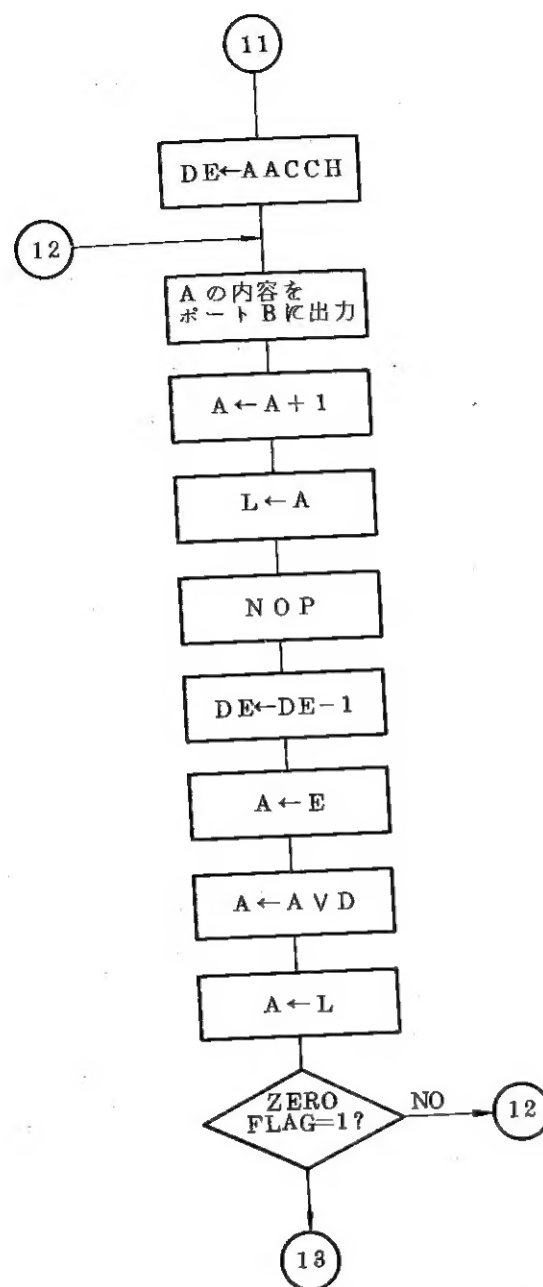 11
DE←AACCH
12
Aの内容を
ポートBに出力
A←A+1
L←A
NOP
DE←DE-1
A←E
A←A∨D
A←L
ZERO
FLAG=1?
NO
12
13